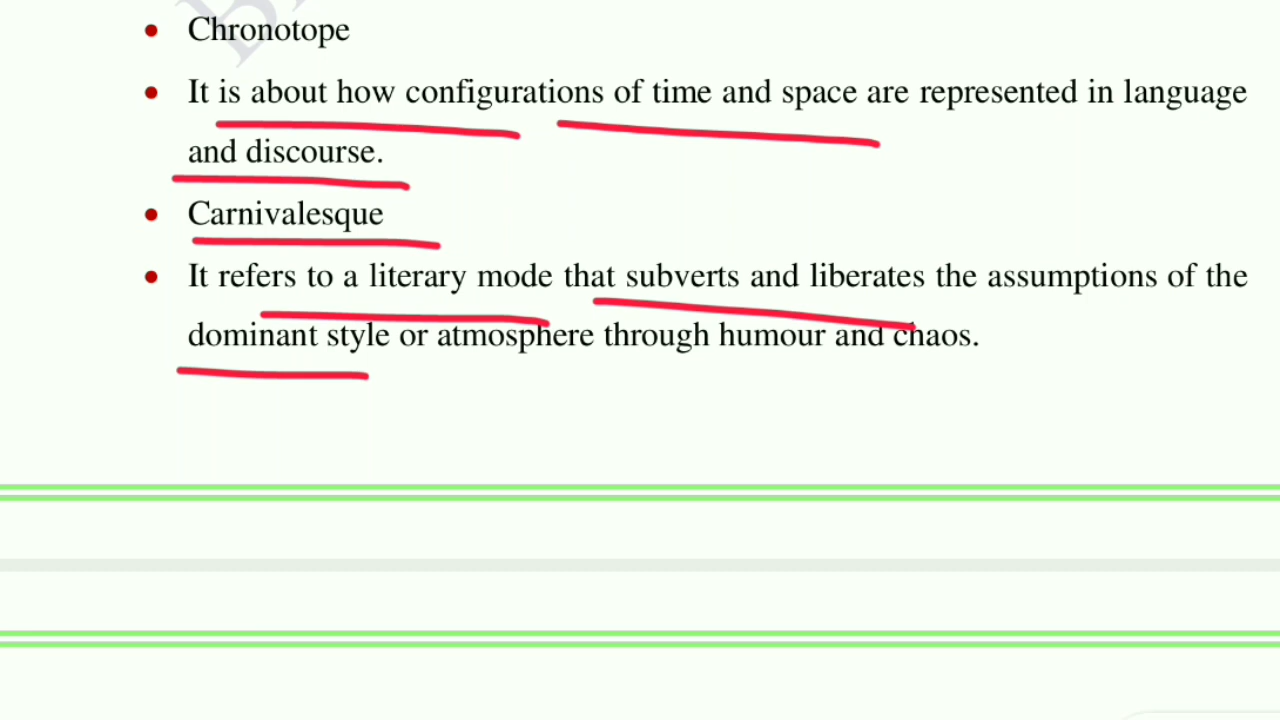 • Chronotope
• It is about how configurations of time and space are represented in language
and discourse.
• Carnivalesque
• It refers to a literary mode that subverts and liberates the assumptions of the
dominant style or atmosphere through humour and chaos.